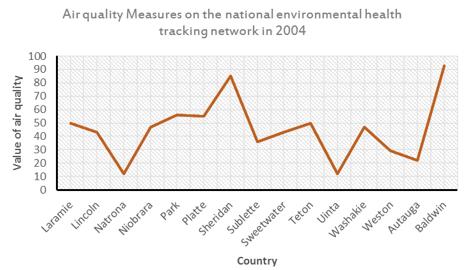 Air quality Measures on the national environmental health
tracking network in 2004
Value of air quality
100
90
80
70
60
50
40
30
20
10
0
Laramie
Lincoln
Natrona
Niobrara
Park
Platte
Sheridan
Sublette
Sweetwater
Teton
Uinta
Washakie
Weston
Autauga
Baldwin
Country